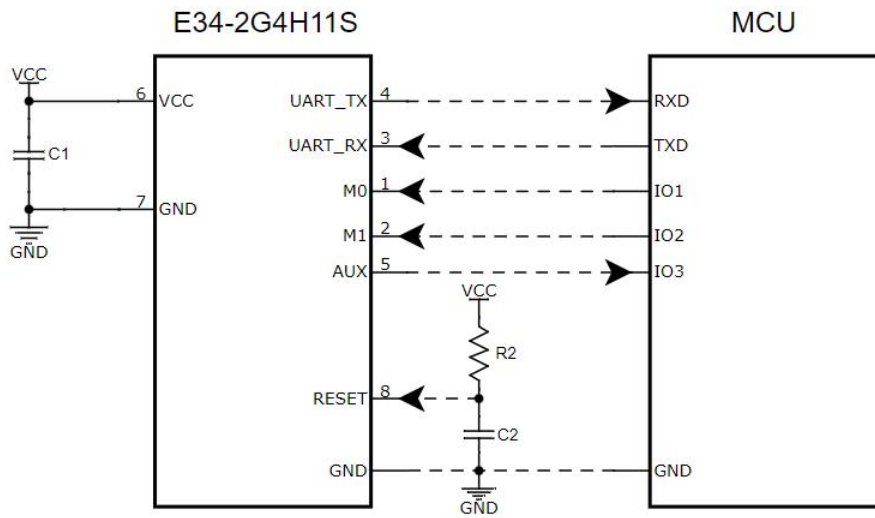 E34-2G4H11S
MCU
VCC
6
VCC
UART_TX
4
RXD
C1
UART_RX
3
TXD
M0
1
IO1
7
GND
M1
2
IO2
GND
AUX
5
IO3
VCC
R2
RESET
8
C2
GND
GND
GND